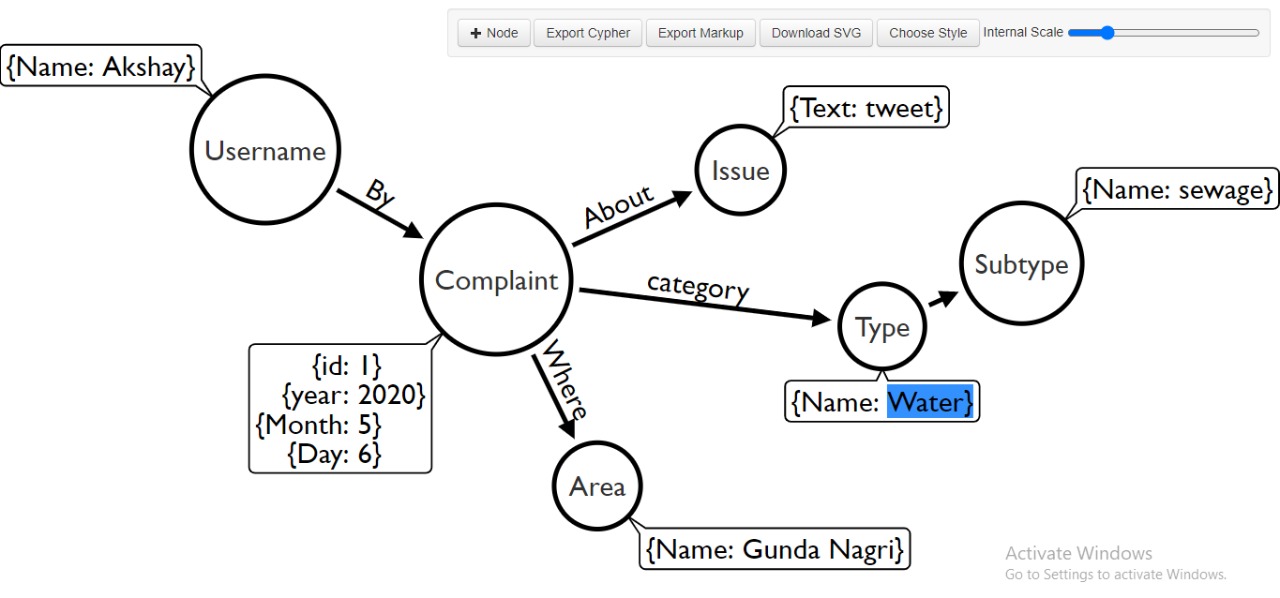 + Node
Export Cypher
Export Markup
Download SVG
Choose Style
Internal Scale
{Name: Akshay}
Username
By
{Text: tweet}
Issue
About
{Name: sewage}
Subtype
Complaint
category
Type
{Name: Water}
Where
{id: 1}
{year: 2020}
{Month: 5}
{Day: 6}
Area
{Name: Gunda Nagri}
Activate Windows
Go to Settings to activate Windows.